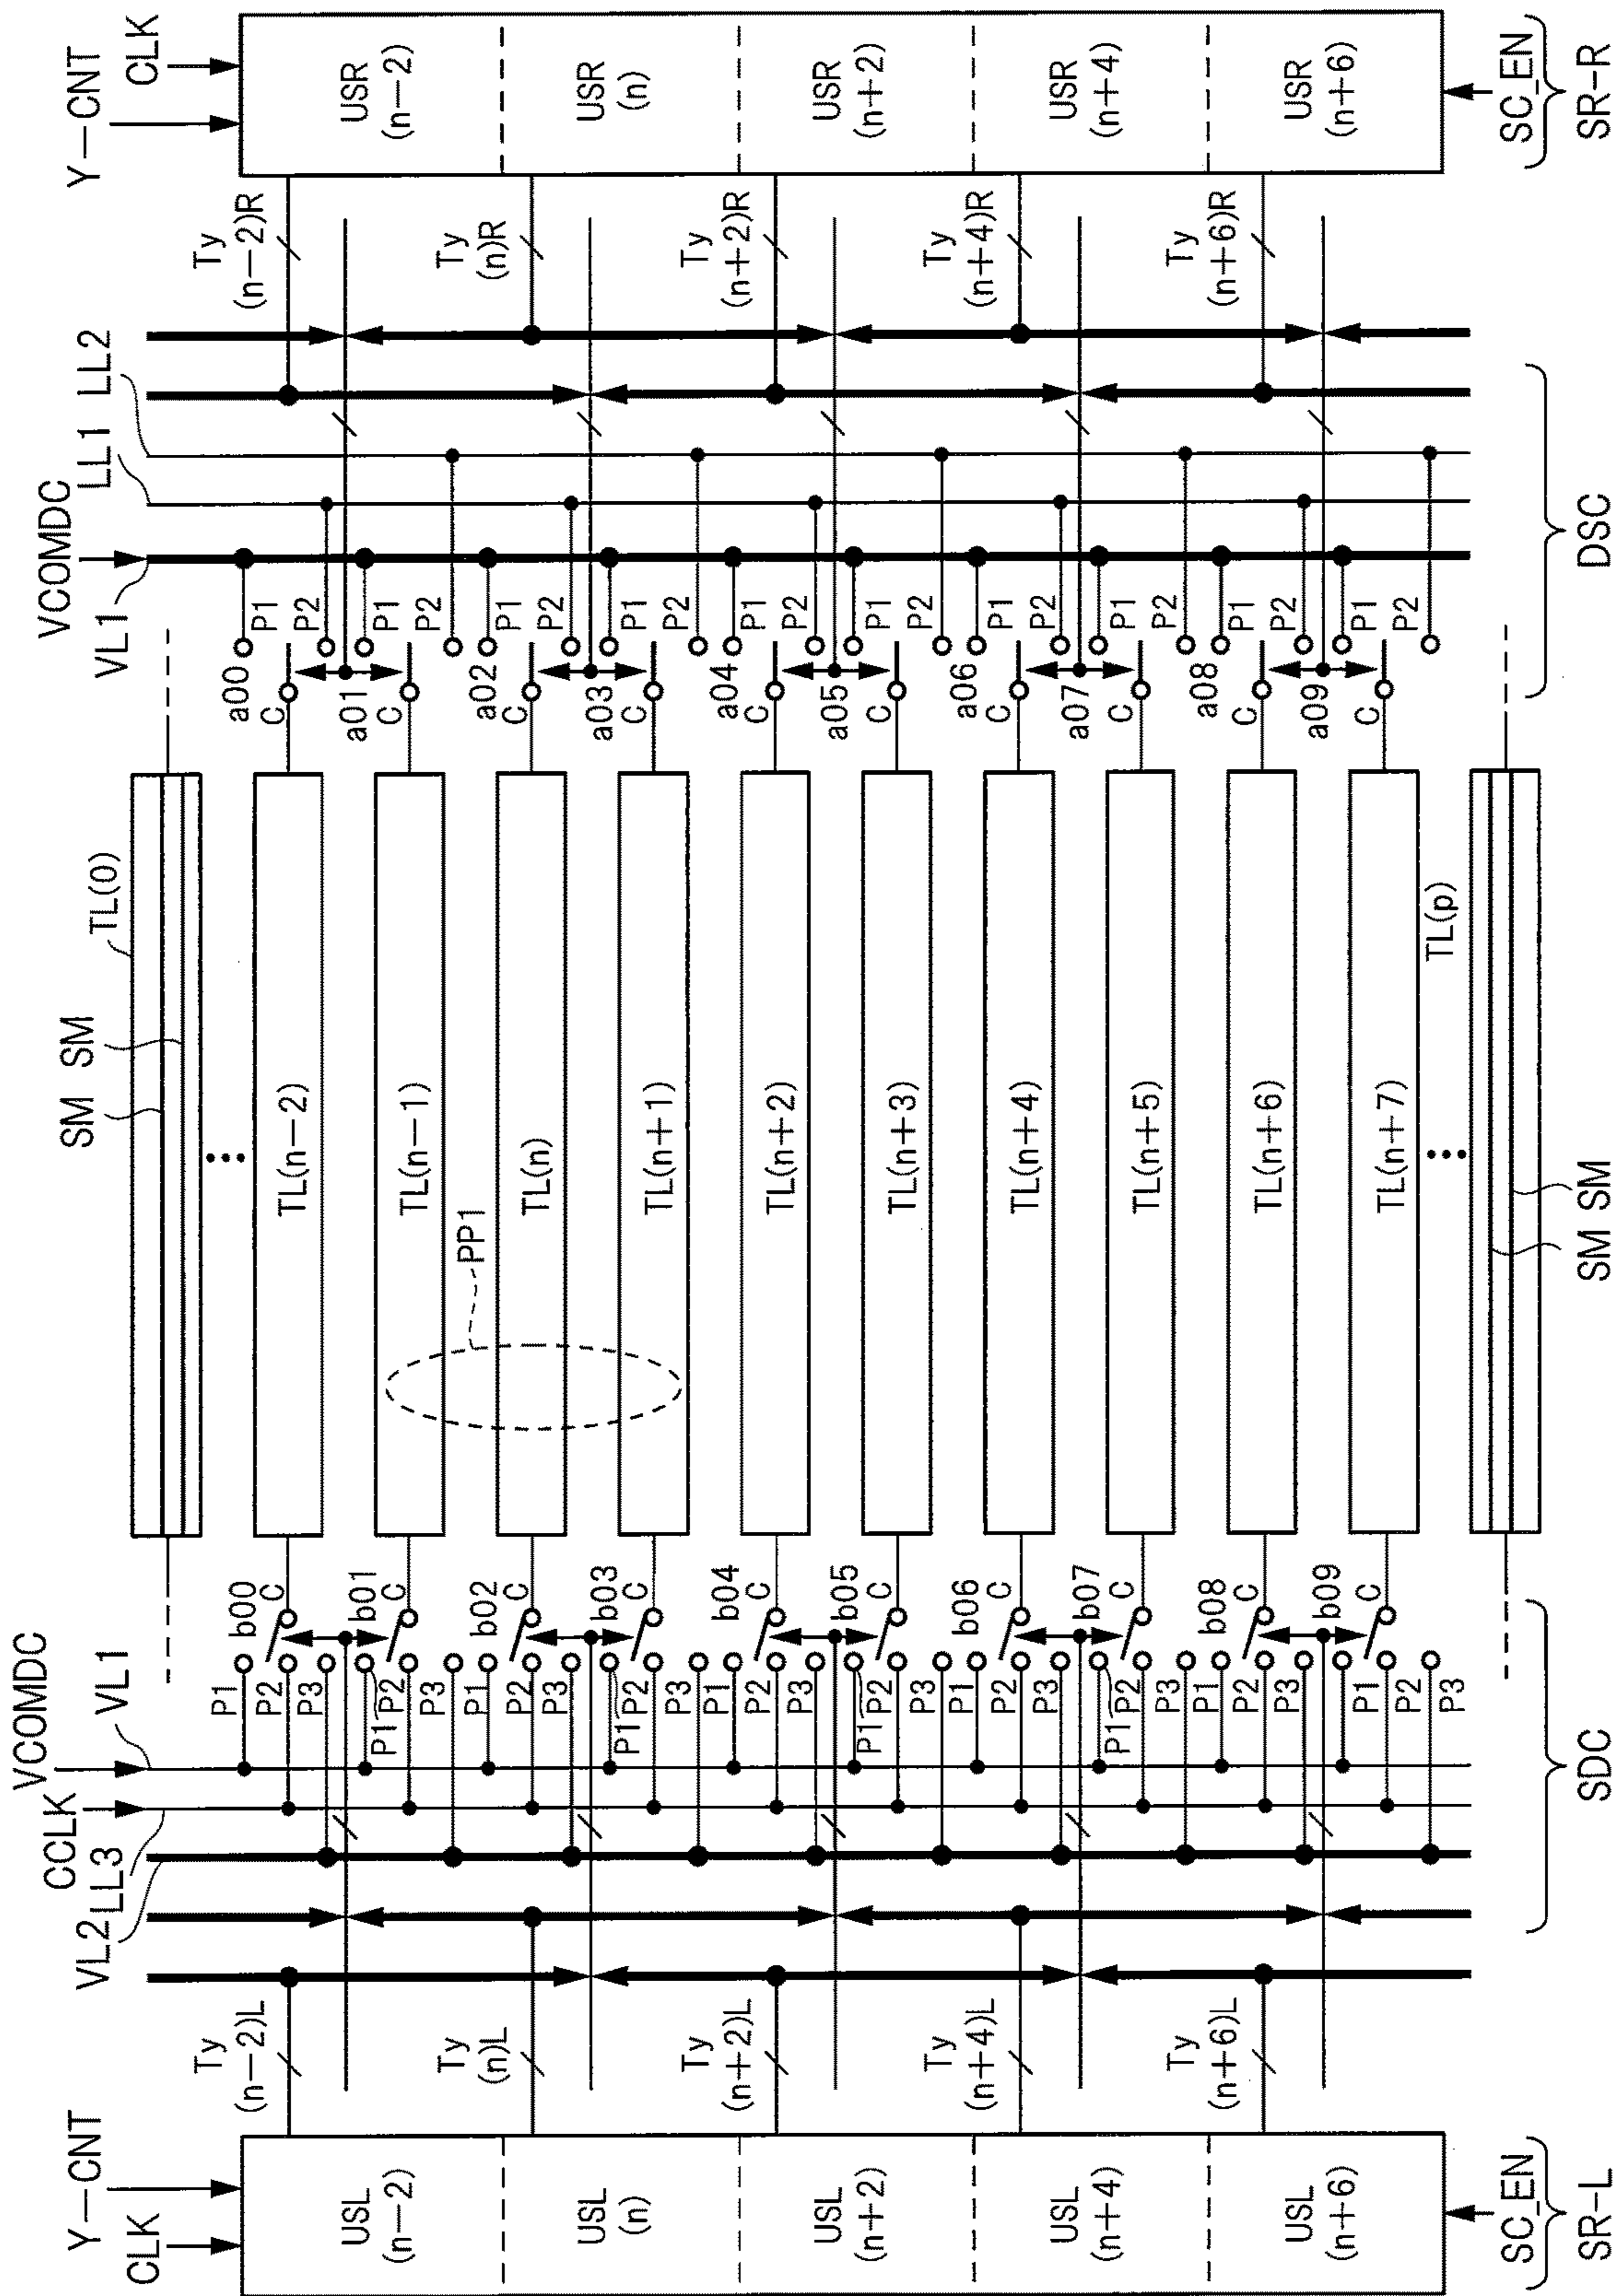 Y−CNT
CLK
USR
(n−2)
USR
(n)
USR
(n+2)
USR
(n+4)
USR
(n+6)
SC_EN
SR-R
Ty
(n−2)R
Ty
(n)R
Ty
(n+2)R
Ty
(n+4)R
Ty
(n+6)R
LL2
LL1
VCOMDC
VL1
DSC
P1
P2
P1
P2
P1
P2
P1
P2
P1
P2
P1
P2
P1
P2
P1
P2
P1
P2
P1
P2
a00
C
a01
C
a02
C
a03
C
a04
C
a05
C
a06
C
a07
C
a08
C
a09
C
TL(0)
SM
SM
TL(n−2)
TL(n−1)
TL(n)
TL(n+1)
TL(n+2)
TL(n+3)
TL(n+4)
TL(n+5)
TL(n+6)
TL(n+7)
TL(p)
SM
SM
PP1
b00
C
b01
C
b02
C
b03
C
b04
C
b05
C
b06
C
b07
C
b08
C
b09
C
P1
P2
P3
P1
P2
P3
P1
P2
P3
P1
P2
P3
P1
P2
P3
P1
P2
P3
P1
P2
P3
P1
P2
P3
P1
P2
P3
P1
P2
P3
VCOMDC
VL1
CCLK
LL3
VL2
SDC
Ty
(n−2)L
Ty
(n)L
Ty
(n+2)L
Ty
(n+4)L
Ty
(n+6)L
Y−CNT
CLK
USL
(n−2)
USL
(n)
USL
(n+2)
USL
(n+4)
USL
(n+6)
SC_EN
SR-L